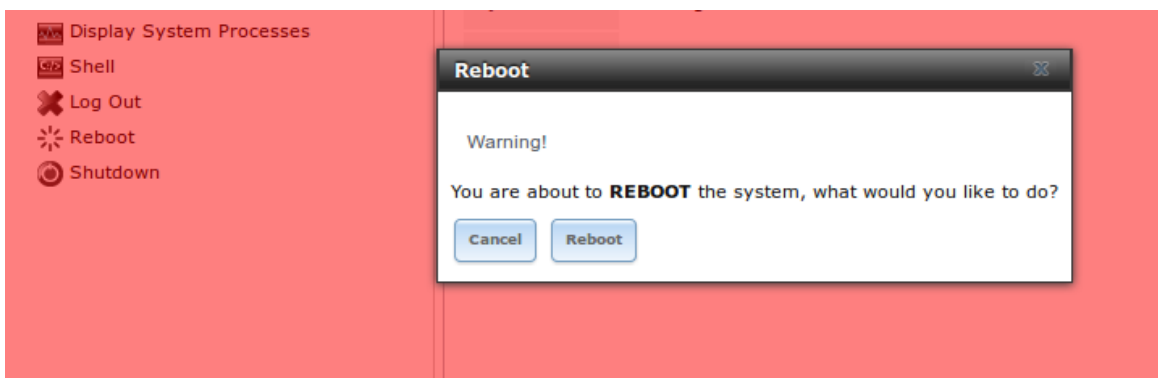 Display System Processes
Shell
Log Out
Reboot
Shutdown
Reboot
Warning!
You are about to REBOOT the system, what would you like to do?
Cancel Reboot